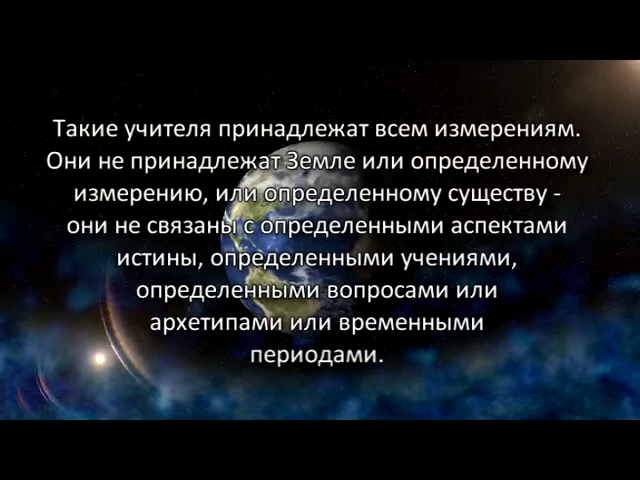 Такие учителя принадлежат всем измерениям.
Они не принадлежат Земле или определенному
измерению, или определенному существу -
они не связаны с определенными аспектами
истины, определенными учениями,
определенными вопросами или
архетипами или временными
периодами.